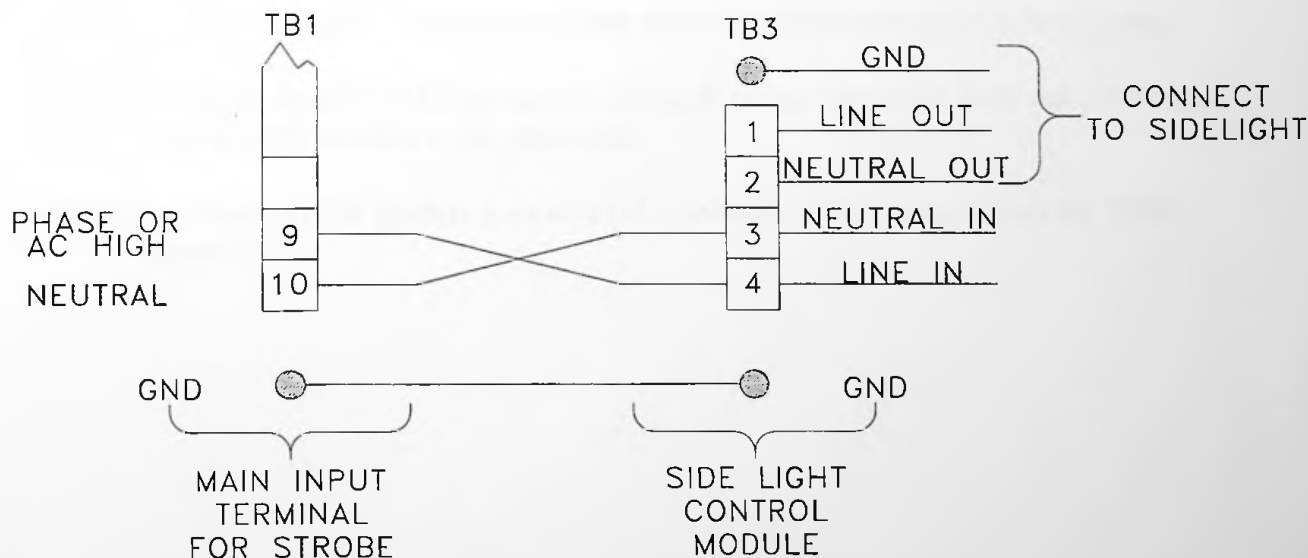 TB1
TB3
GND
1 LINE OUT
2 NEUTRAL OUT
CONNECT
TO SIDELIGHT
PHASE OR
AC HIGH
9
3 NEUTRAL IN
NEUTRAL
10
4 LINE IN
GND
GND
MAIN INPUT
TERMINAL
FOR STROBE
SIDE LIGHT
CONTROL
MODULE